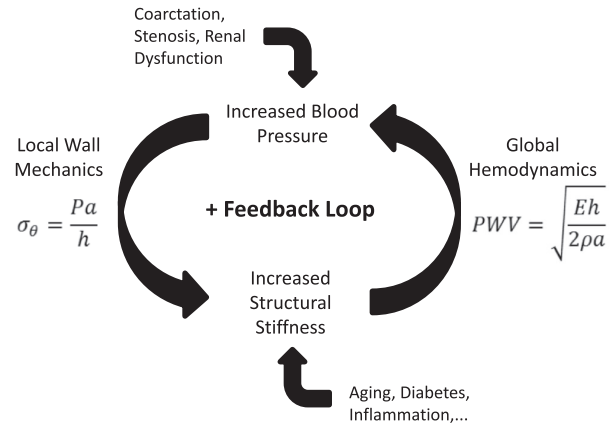 Coarctation,
Stenosis, Renal
Dysfunction
Increased Blood
Pressure
Local Wall
Mechanics
σθ = Pa/h
+ Feedback Loop
Global
Hemodynamics
PWV = √(Eh/2ρa)
Increased
Structural
Stiffness
Aging, Diabetes,
Inflammation,...